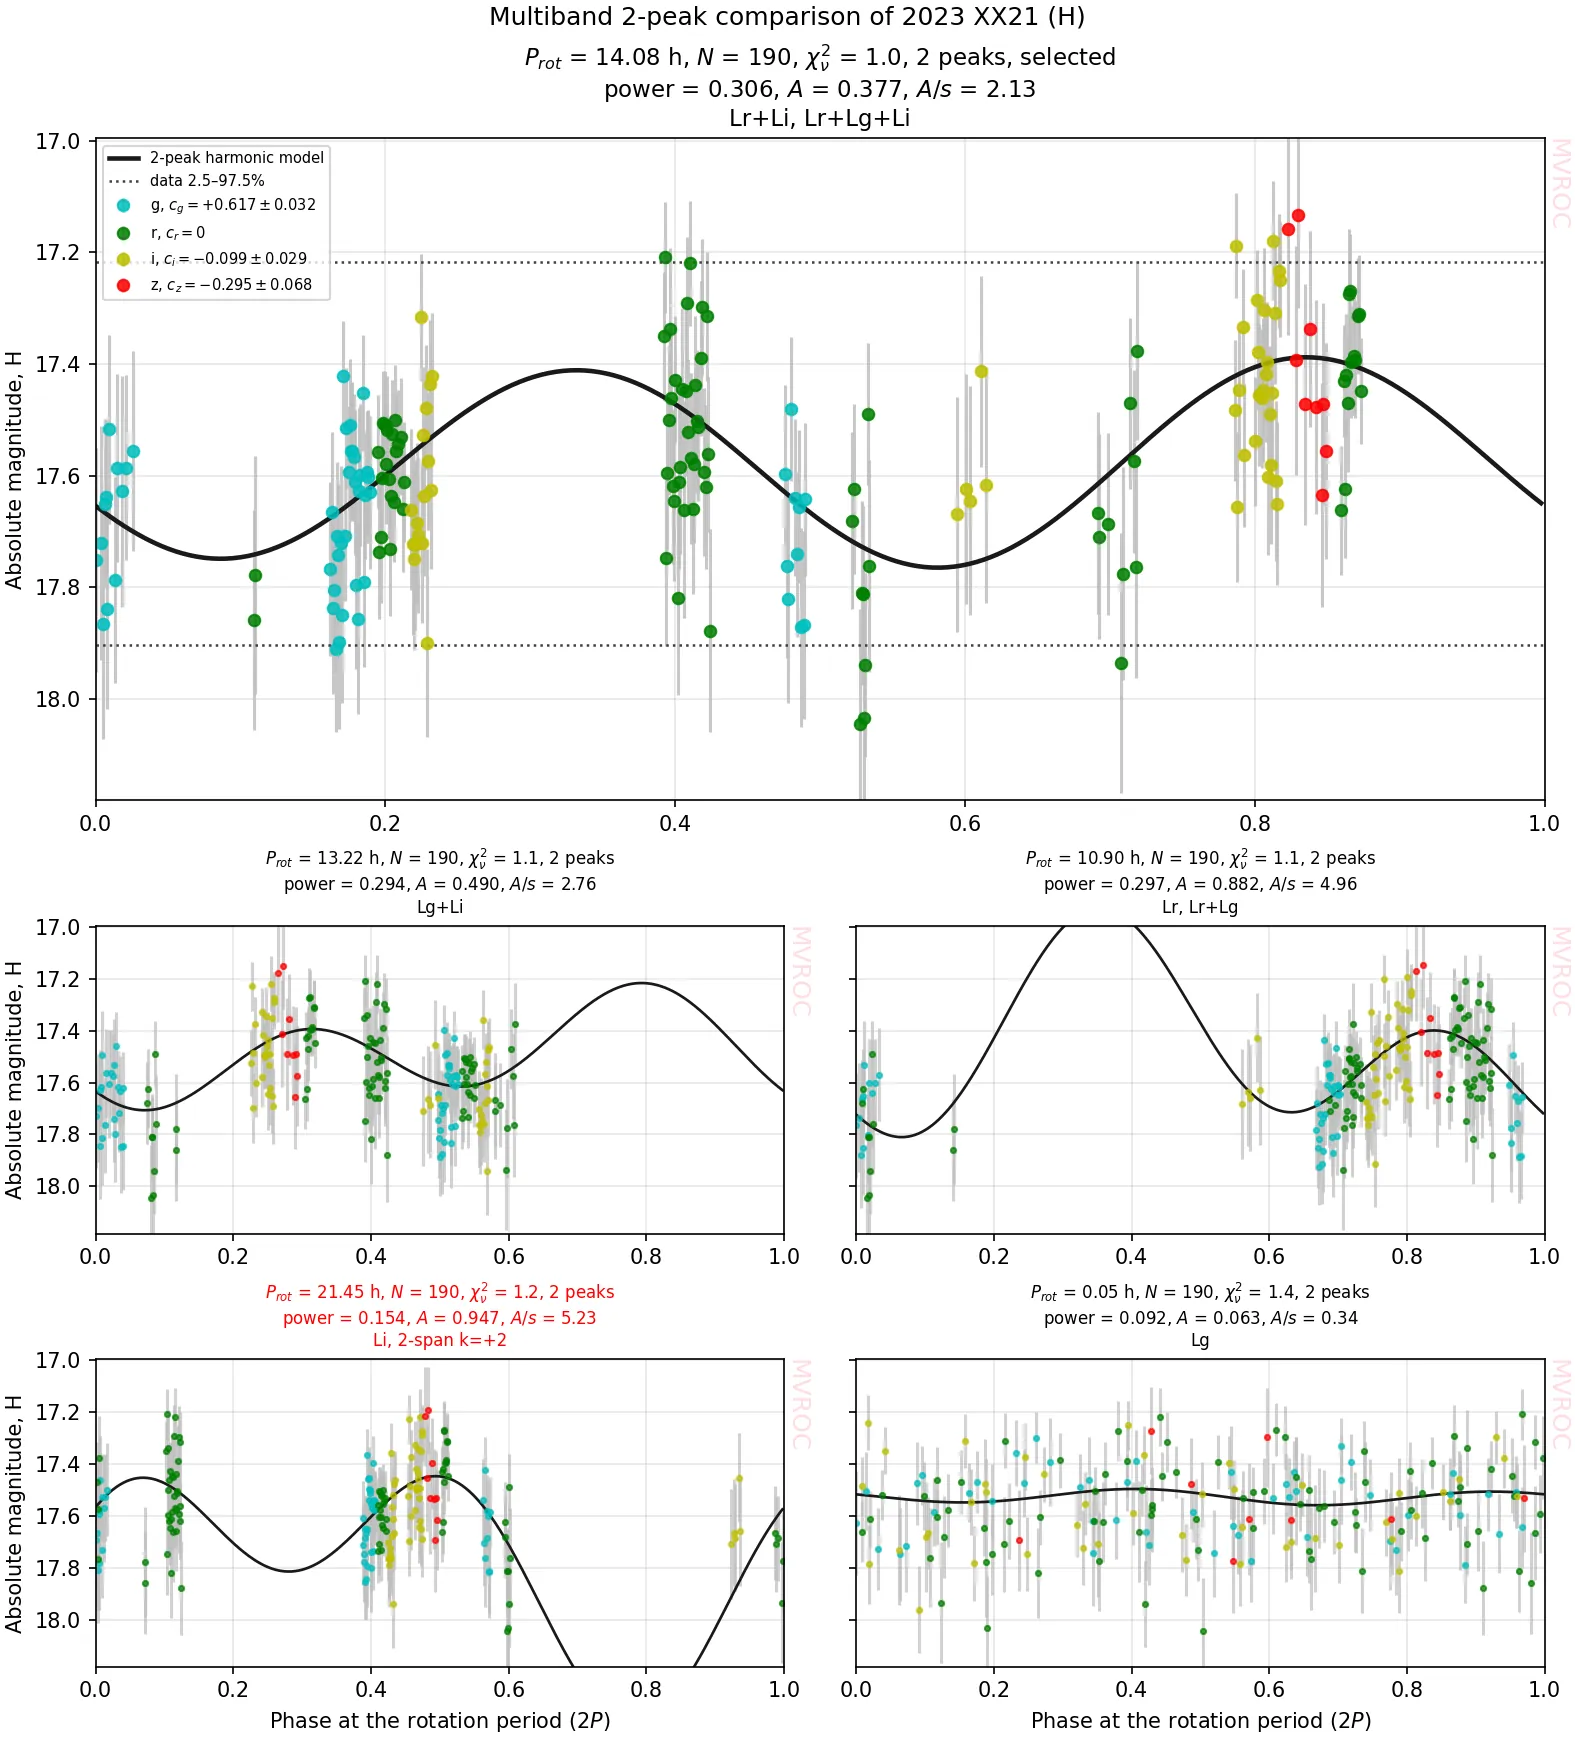 Multiband 2-peak comparison of 2023 XX21 (H)
P_rot = 14.08 h, N = 190, χ²_ν = 1.0, 2 peaks, selected
power = 0.306, A = 0.377, A/s = 2.13
Lr+Li, Lr+Lg+Li
Absolute magnitude, H
17.0
17.2
17.4
17.6
17.8
18.0
2-peak harmonic model
data 2.5–97.5%
g, c_g = +0.617 ± 0.032
r, c_r = 0
i, c_i = −0.099 ± 0.029
z, c_z = −0.295 ± 0.068
MVROC
0.0 0.2 0.4 0.6 0.8 1.0
P_rot = 13.22 h, N = 190, χ²_ν = 1.1, 2 peaks
power = 0.294, A = 0.490, A/s = 2.76
Lg+Li
Absolute magnitude, H
17.0
17.2
17.4
17.6
17.8
18.0
MVROC
0.0 0.2 0.4 0.6 0.8 1.0
P_rot = 10.90 h, N = 190, χ²_ν = 1.1, 2 peaks
power = 0.297, A = 0.882, A/s = 4.96
Lr, Lr+Lg
MVROC
0.0 0.2 0.4 0.6 0.8 1.0
P_rot = 21.45 h, N = 190, χ²_ν = 1.2, 2 peaks
power = 0.154, A = 0.947, A/s = 5.23
Li, 2-span k=+2
Absolute magnitude, H
17.0
17.2
17.4
17.6
17.8
18.0
MVROC
0.0 0.2 0.4 0.6 0.8 1.0
Phase at the rotation period (2P)
P_rot = 0.05 h, N = 190, χ²_ν = 1.4, 2 peaks
power = 0.092, A = 0.063, A/s = 0.34
Lg
MVROC
0.0 0.2 0.4 0.6 0.8 1.0
Phase at the rotation period (2P)